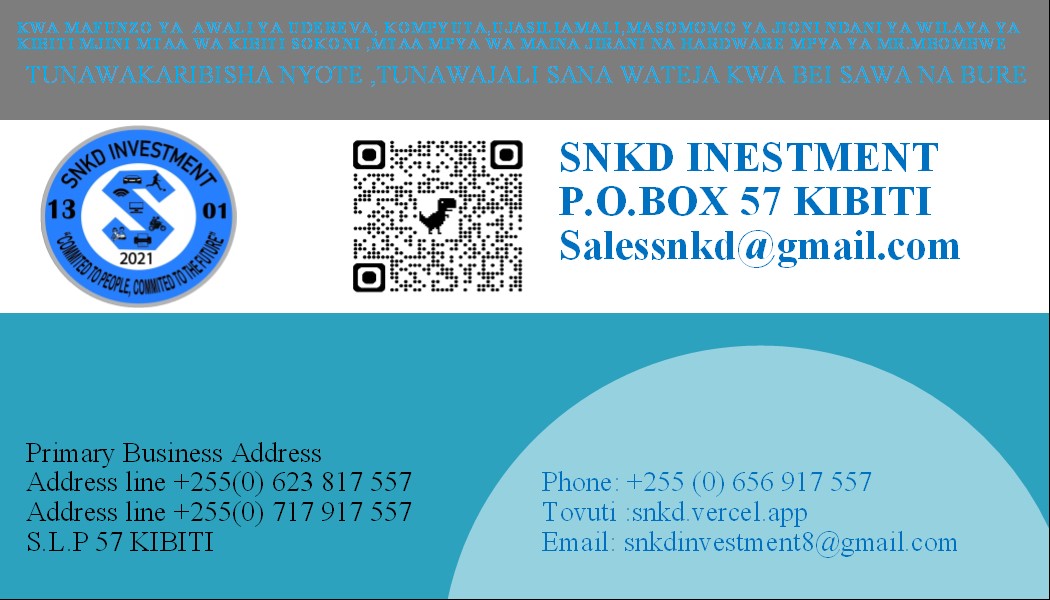 KWA MAFUNZO YA AWALI YA UDEREVA, KOMPYUTA,UJASILIAMALI,MASOMOMO YA JIONI NDANI YA WILAYA YA
KIBITI MJINI MTAA WA KIBITI SOKONI ,MTAA MPYA WA MAINA JIRANI NA HARDWARE MPYA YA MR.MBOMBWE
TUNAWAKARIBISHA NYOTE ,TUNAWAJALI SANA WATEJA KWA BEI SAWA NA BURE
SNKD INVESTMENT
13 01
2021
"COMMITED TO PEOPLE, COMMITED TO THE FUTURE"
SNKD INESTMENT
P.O.BOX 57 KIBITI
Salessnkd@gmail.com
Primary Business Address
Address line +255(0) 623 817 557
Address line +255(0) 717 917 557
S.L.P 57 KIBITI
Phone: +255 (0) 656 917 557
Tovuti :snkd.vercel.app
Email: snkdinvestment8@gmail.com